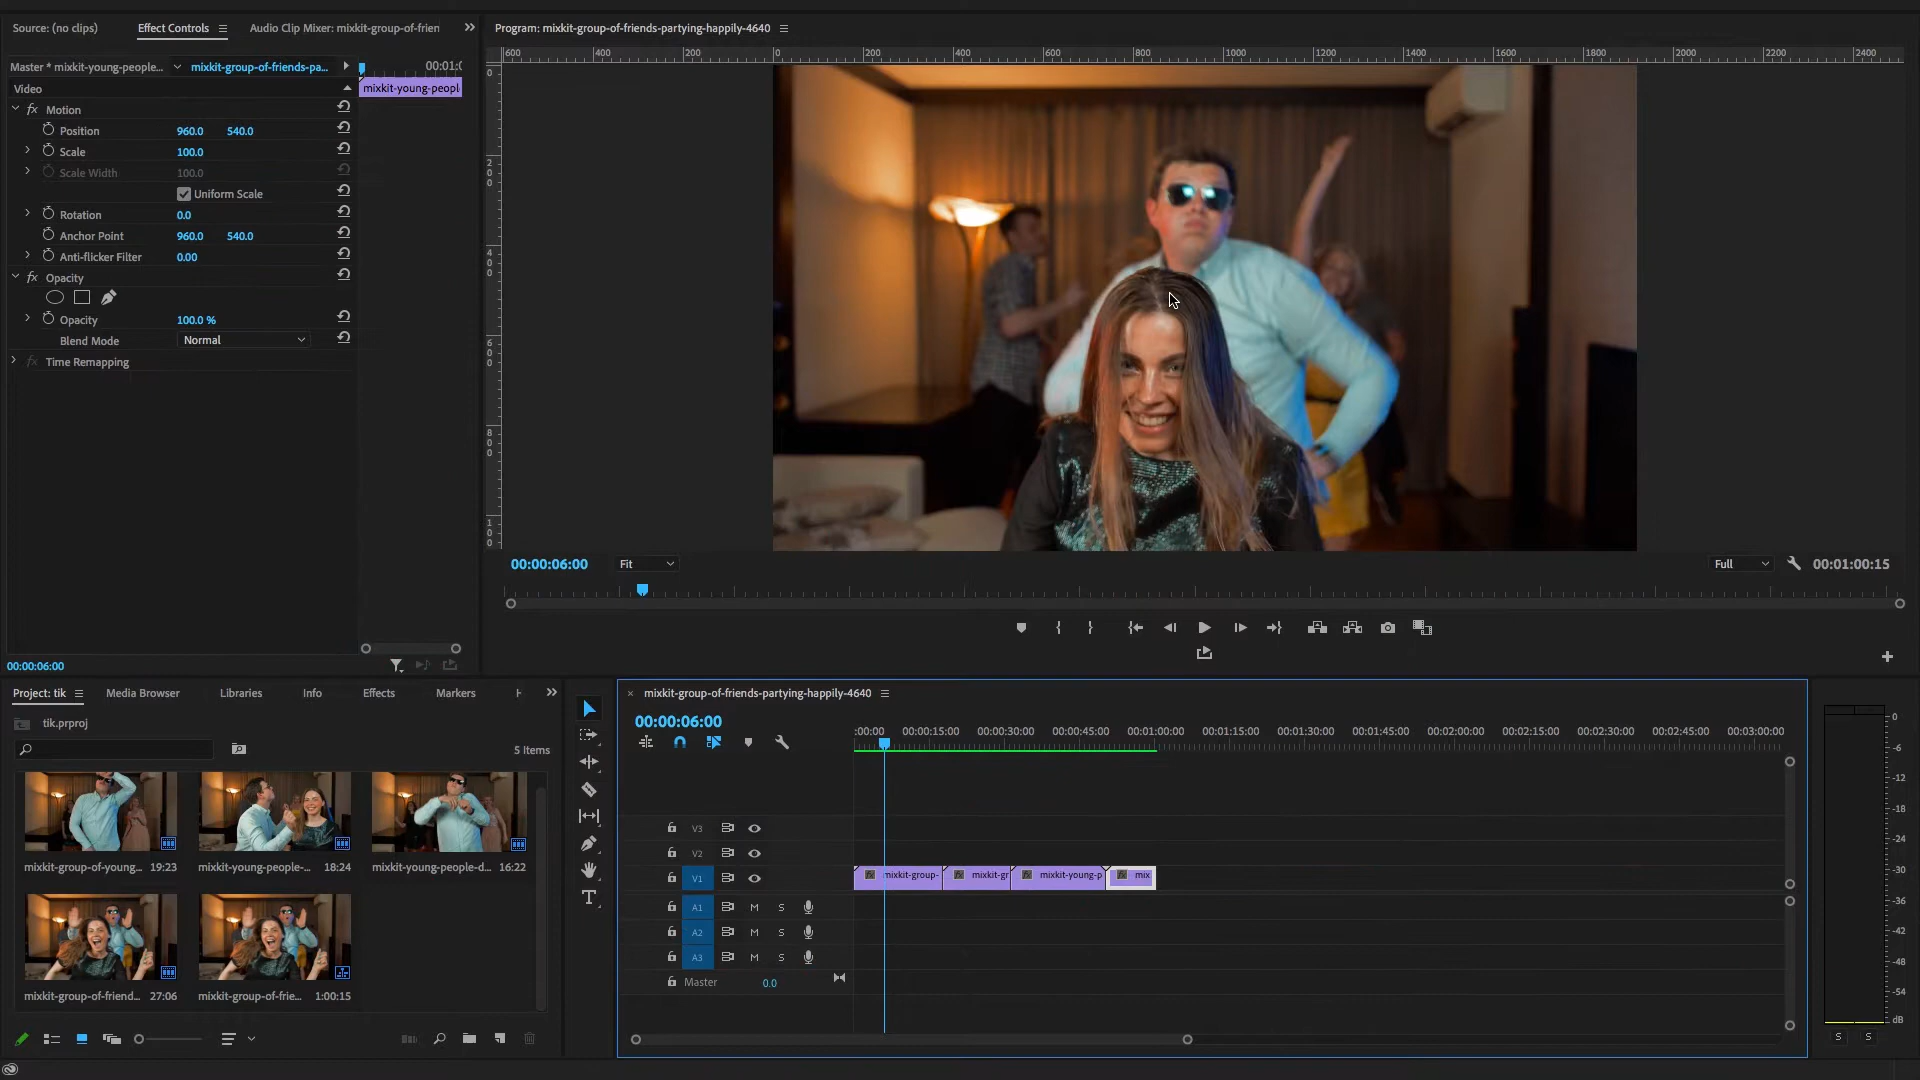 Source: (no clips)
Effect Controls
Audio Clip Mixer: mixkit-group-of-frien
Program: mixkit-group-of-friends-partying-happily-4640
Master * mixkit-young-people...
mixkit-group-of-friends-pa...
00:01;(
Video
mixkit-young-peopl
Motion
Position 960.0 540.0
Scale 100.0
Scale Width 100.0
Uniform Scale
Rotation 0.0
Anchor Point 960.0 540.0
Anti-flicker Filter 0.00
Opacity
Opacity 100.0 %
Blend Mode Normal
Time Remapping
600 400 200 0 200 400 600 800 1000 1200 1400 1600 1800 2000 2200 2400
0
200
400
600
800
100
00:00:06:00 Fit Full 00:01:00:15
00:00:06:00
Project: tik Media Browser Libraries Info Effects Markers H
tik.prproj
5 Items
mixkit-group-of-young... 19:23
mixkit-young-people-... 18:24
mixkit-young-people-d... 16:22
mixkit-group-of-friend... 27:06
mixkit-group-of-frie... 1:00:15
mixkit-group-of-friends-partying-happily-4640
00:00:06:00
:00:00 00:00:15:00 00:00:30:00 00:00:45:00 00:01:00:00 00:01:15:00 00:01:30:00 00:01:45:00 00:02:00:00 00:02:15:00 00:02:30:00 00:02:45:00 00:03:00:00
V3
V2
V1 mixkit-group- mixkit-gr mixkit-young-p mix
A1 M S
A2 M S
A3 M S
Master 0.0
0
-6
-12
-18
-24
-30
-36
-42
-48
-54
dB
S S